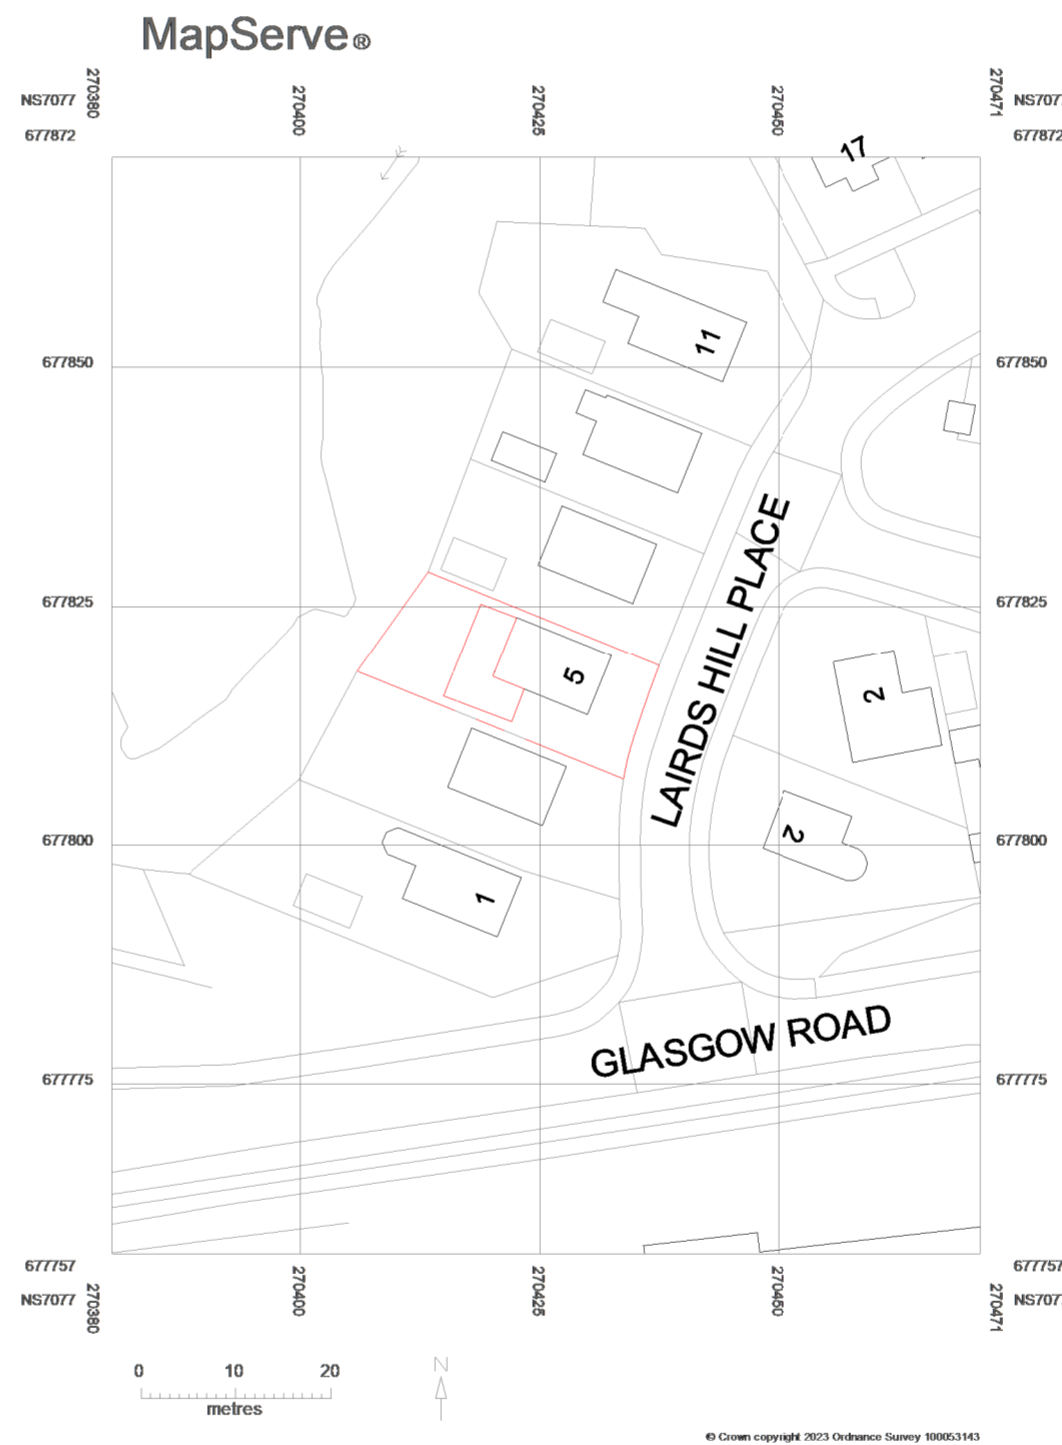 MapServe®
270380 270400 270425 270450 270471
NS7077 NS707
677872 677872
17
11
677850 677850
LAIRDS HILL PLACE
677825 677825
5
2
677800 2 677800
1
GLASGOW ROAD
677775 677775
677757 677757
NS7077 NS707
270380 270400 270425 270450 270471
0 10 20
metres
N
© Crown copyright 2023 Ordnance Survey 100053143